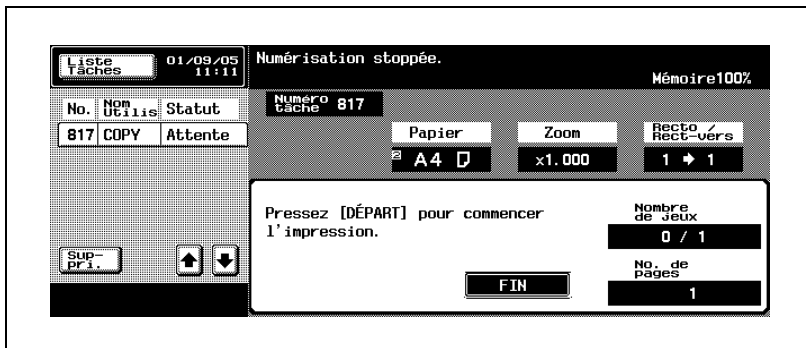 Liste
Tâches
01/09/05
11:11
Numérisation stoppée.
Mémoire100%
No. Nom Utilis Statut
817 COPY Attente
Numéro
tâche 817
Papier
2 A4
Zoom
x1.000
Recto /
Rect-vers
1 → 1
Pressez [DÉPART] pour commencer
l'impression.
FIN
Nombre
de jeux
0 / 1
No. de
pages
1
Sup-
pri.